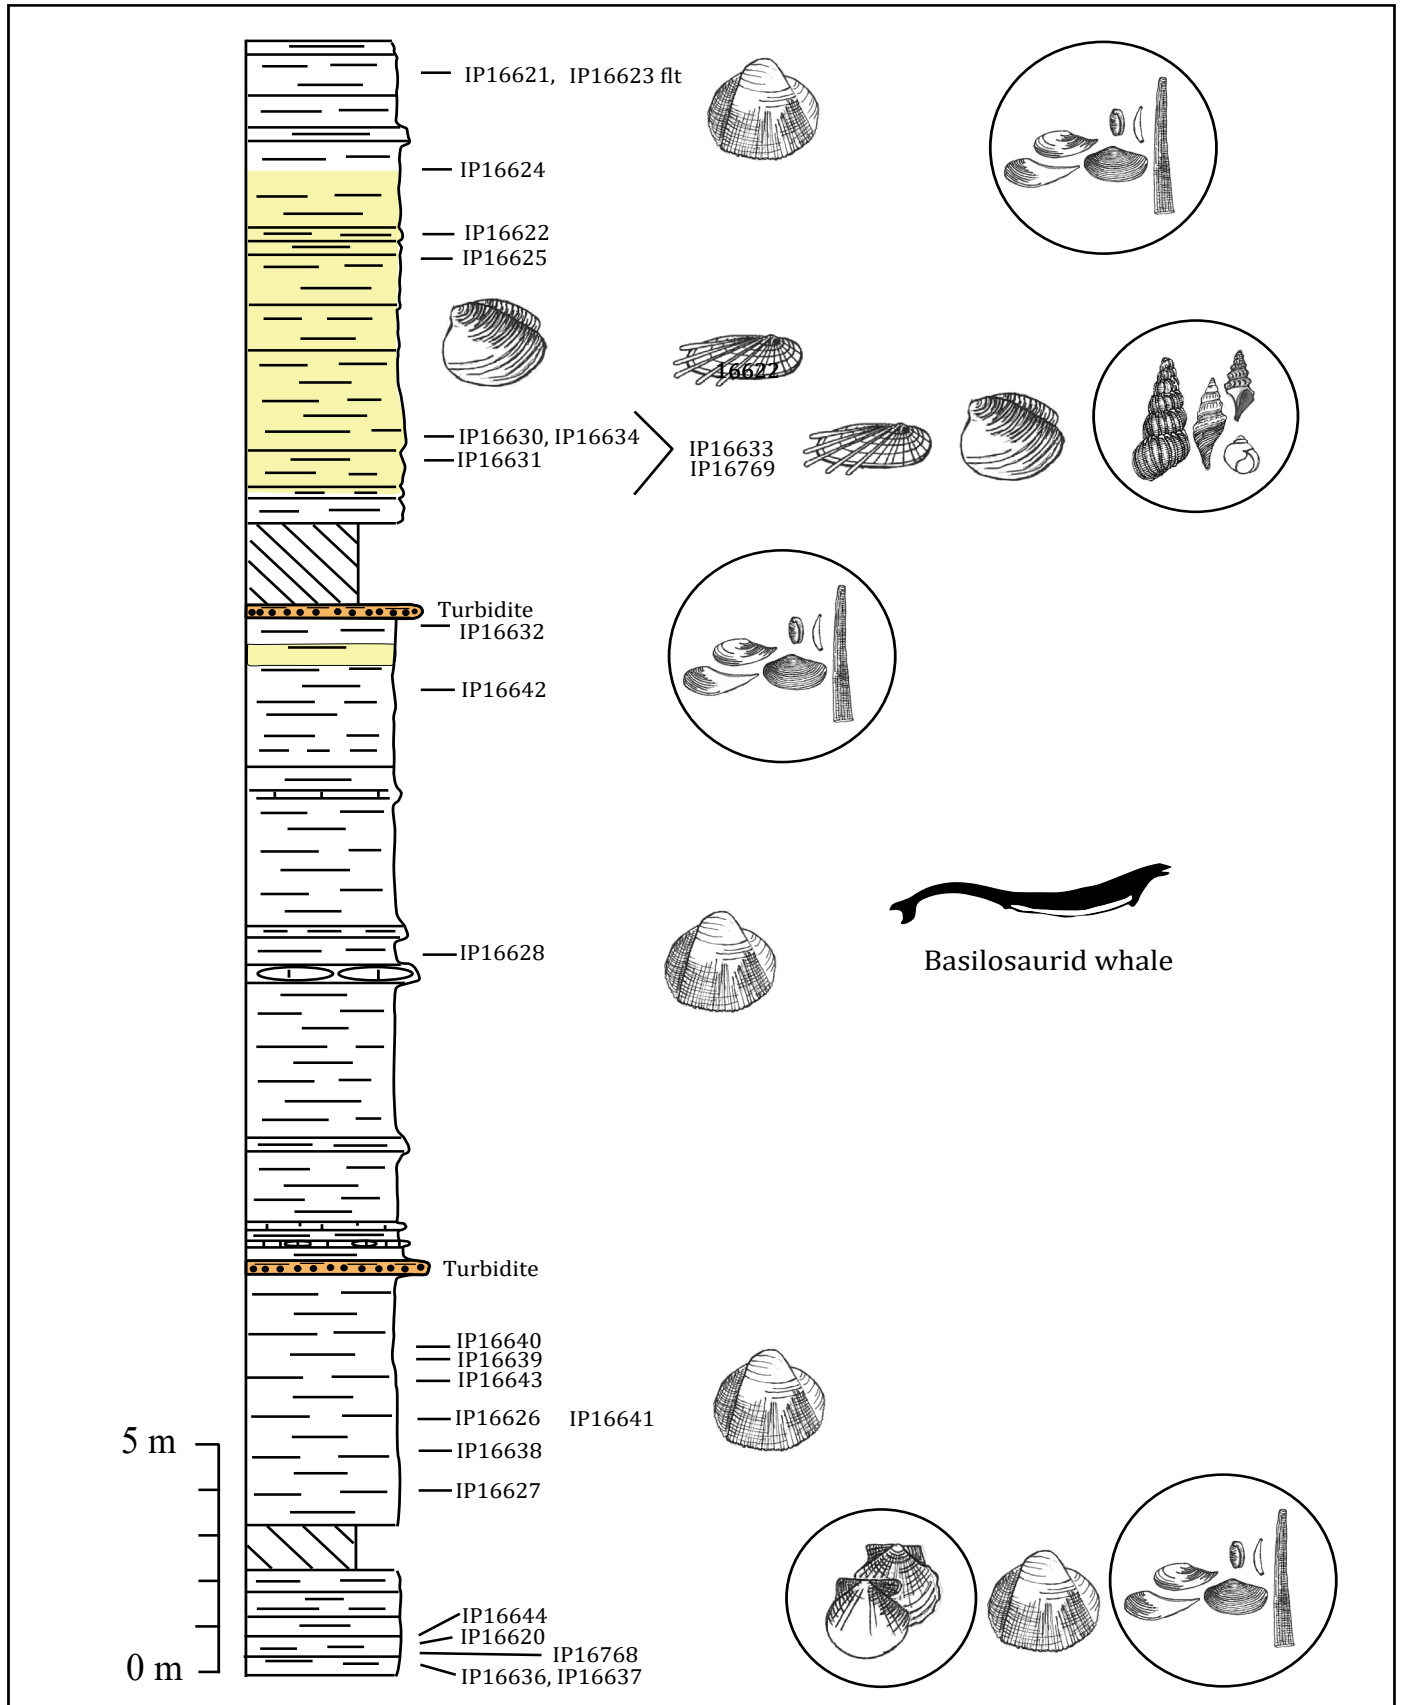 IP16621, IP16623 flt
IP16624
IP16622
IP16625
16622
IP16630, IP16634
IP16631
IP16633
IP16769
Turbidite
IP16632
IP16642
IP16628
Basilosaurid whale
Turbidite
IP16640
IP16639
IP16643
IP16626 IP16641
5 m
IP16638
IP16627
IP16644
IP16620
IP16768
0 m
IP16636, IP16637